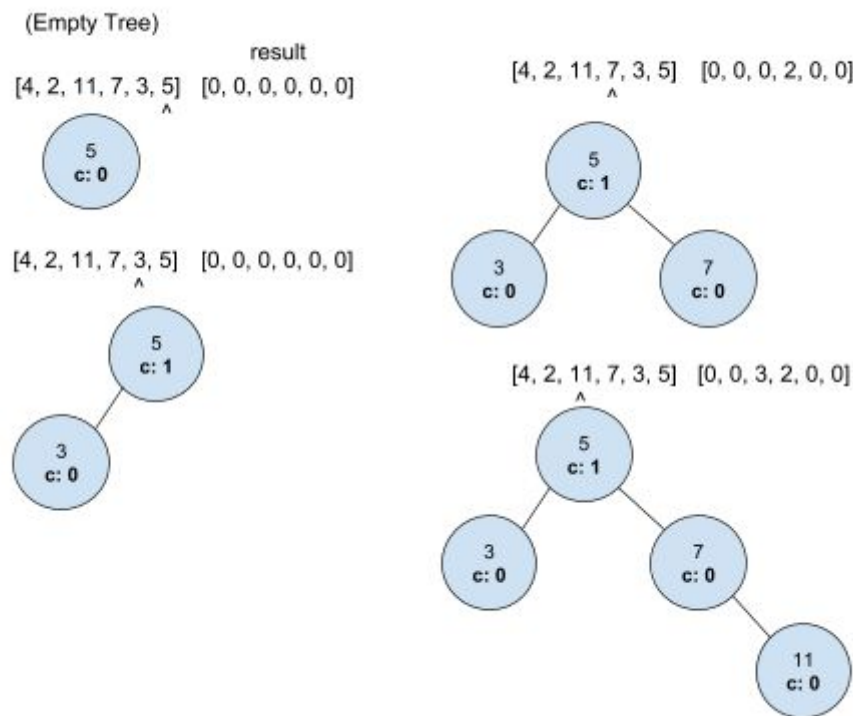 (Empty Tree)
result
[4, 2, 11, 7, 3, 5] [0, 0, 0, 0, 0, 0]
^
5
c: 0
[4, 2, 11, 7, 3, 5] [0, 0, 0, 0, 0, 0]
^
5
c: 1
3
c: 0
[4, 2, 11, 7, 3, 5] [0, 0, 0, 2, 0, 0]
^
5
c: 1
3
c: 0
7
c: 0
[4, 2, 11, 7, 3, 5] [0, 0, 3, 2, 0, 0]
^
5
c: 1
3
c: 0
7
c: 0
11
c: 0